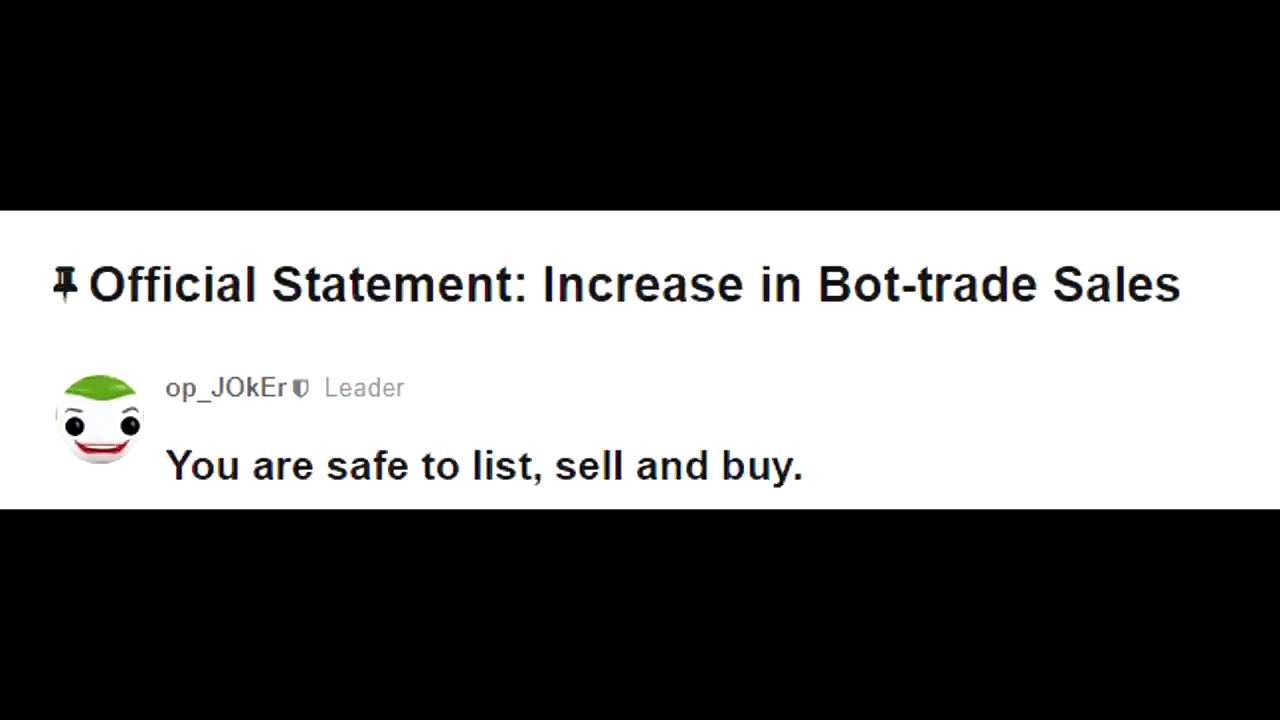 Official Statement: Increase in Bot-trade Sales
op_JOkEr Leader
You are safe to list, sell and buy.